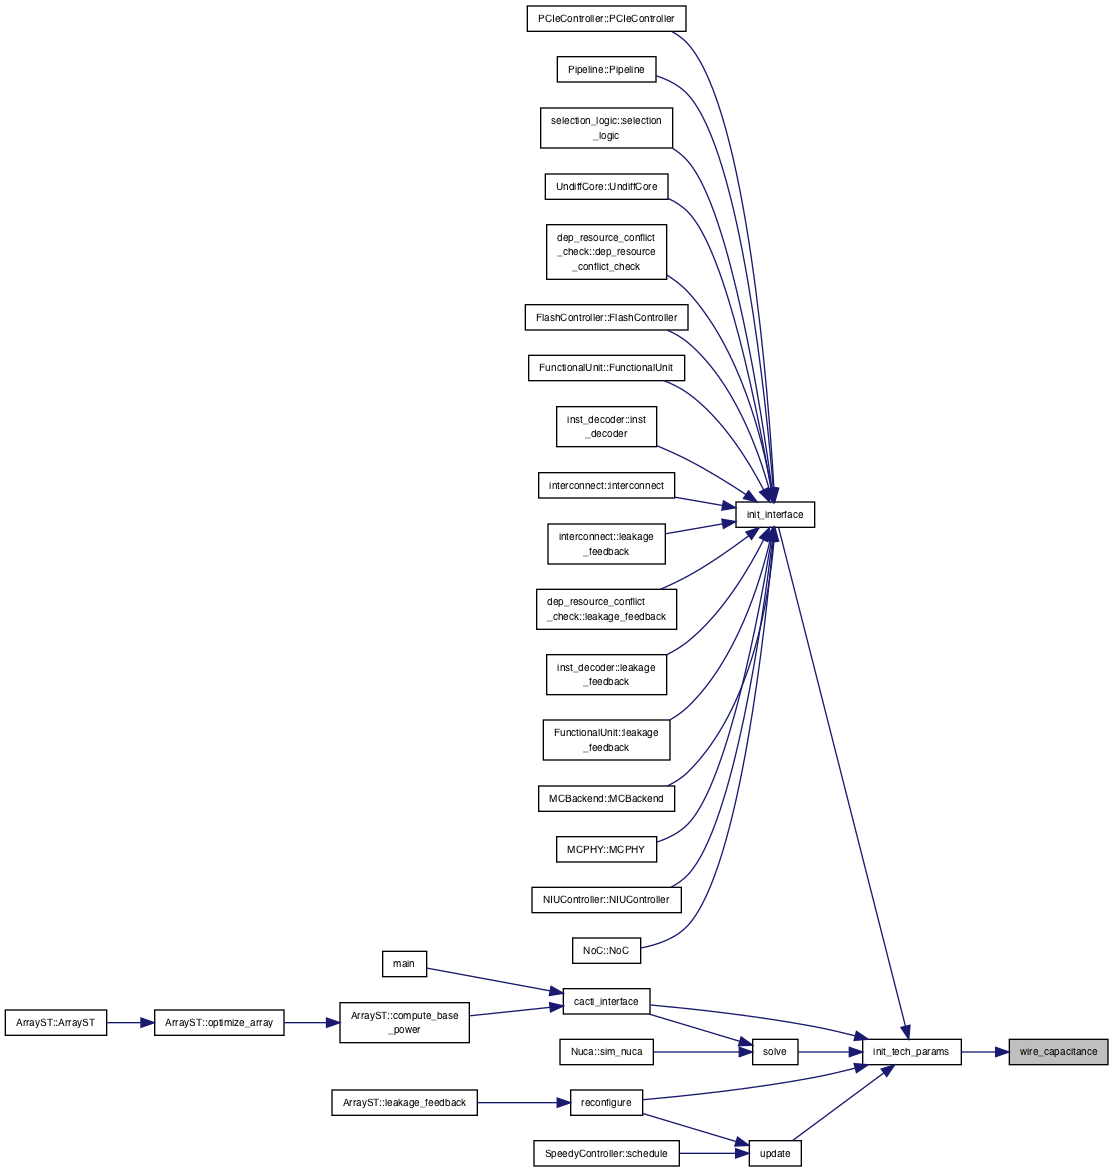 PCIeController::PCIeController
Pipeline::Pipeline
selection_logic::selection
_logic
UndiffCore::UndiffCore
dep_resource_conflict
_check::dep_resource
_conflict_check
FlashController::FlashController
FunctionalUnit::FunctionalUnit
inst_decoder::inst
_decoder
interconnect::interconnect
init_interface
interconnect::leakage
_feedback
dep_resource_conflict
_check::leakage_feedback
inst_decoder::leakage
_feedback
FunctionalUnit::leakage
_feedback
MCBackend::MCBackend
MCPHY::MCPHY
NIUController::NIUController
NoC::NoC
main
cacti_interface
ArrayST::ArrayST
ArrayST::optimize_array
ArrayST::compute_base
_power
Nuca::sim_nuca
solve
init_tech_params
wire_capacitance
ArrayST::leakage_feedback
reconfigure
SpeedyController::schedule
update